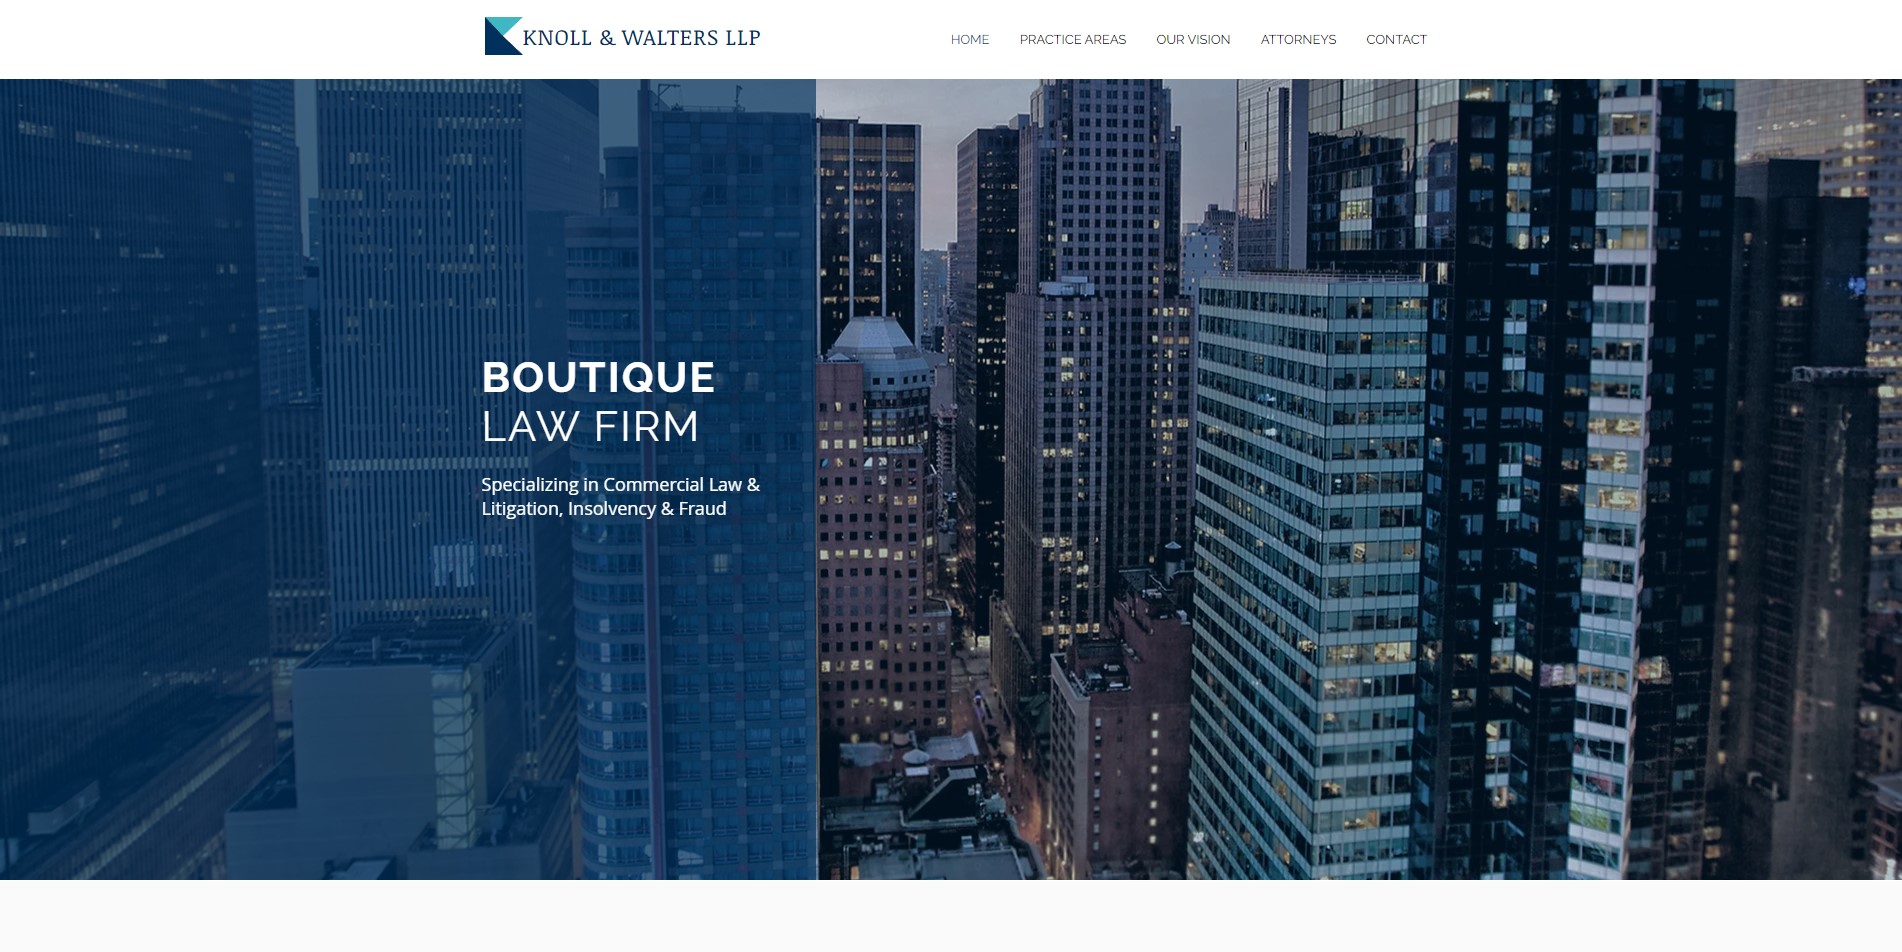 KNOLL & WALTERS LLP
HOME PRACTICE AREAS OUR VISION ATTORNEYS CONTACT
BOUTIQUE
LAW FIRM
Specializing in Commercial Law &
Litigation, Insolvency & Fraud